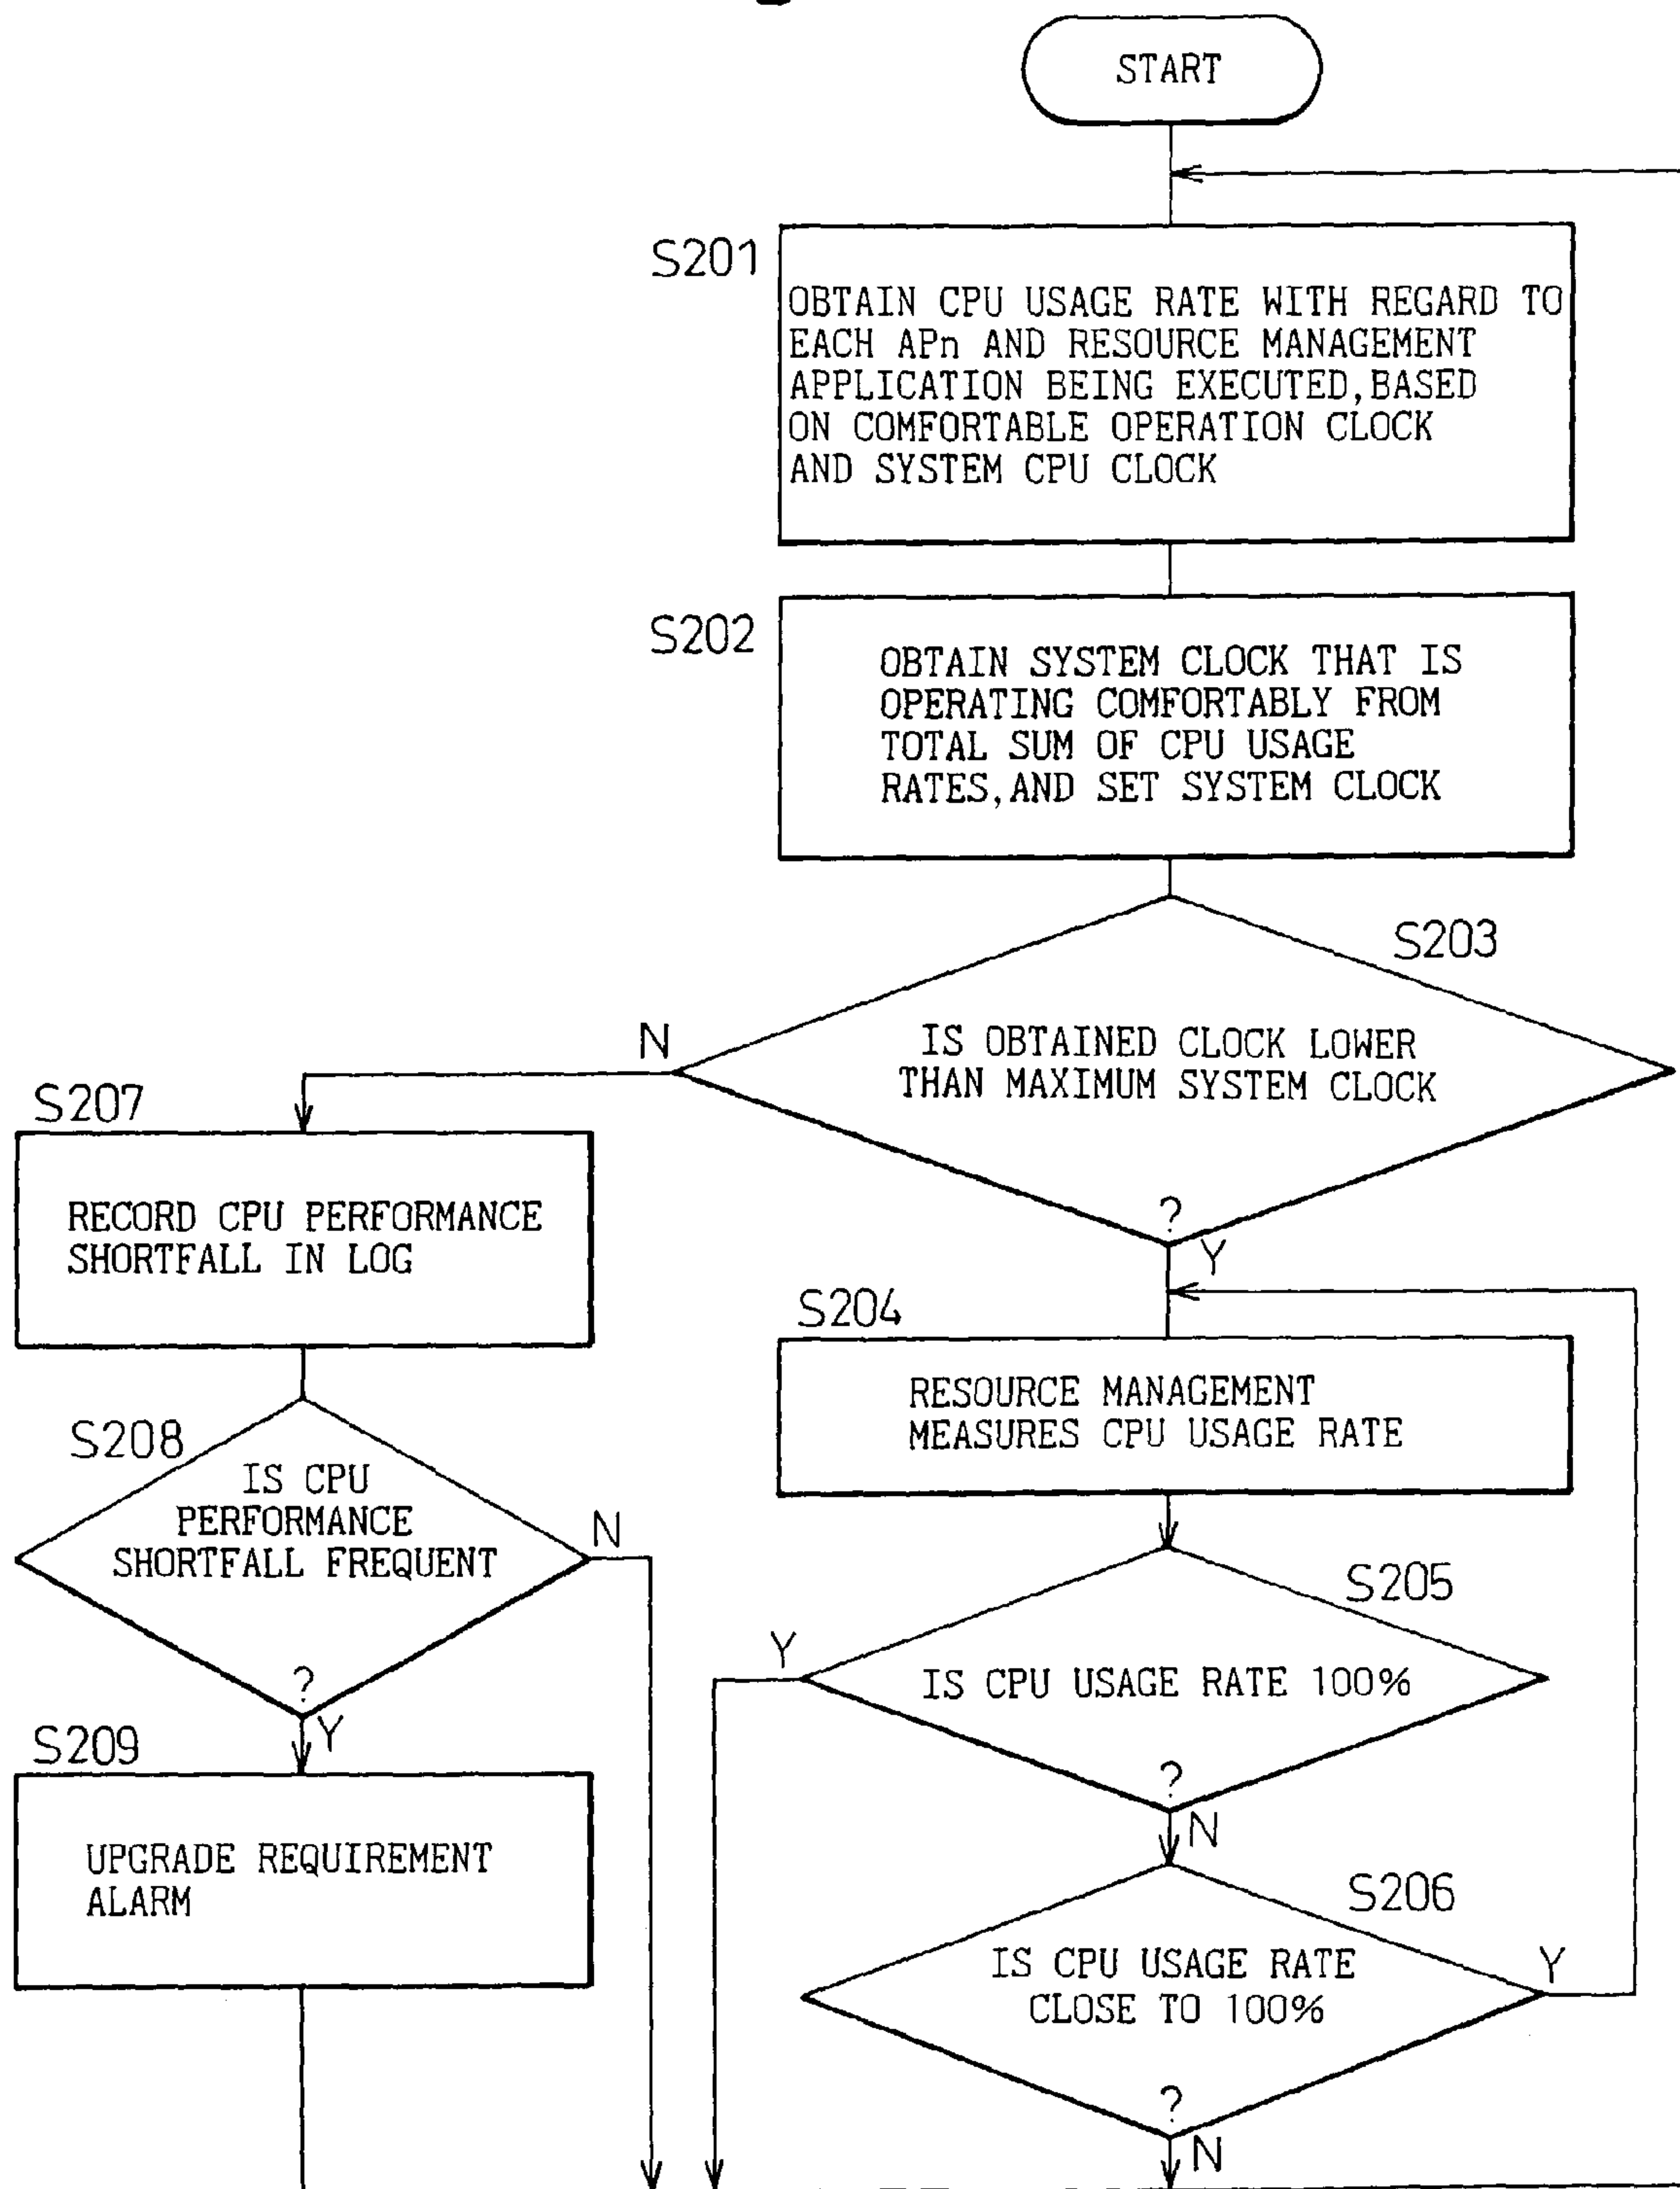 START
S201
OBTAIN CPU USAGE RATE WITH REGARD TO
EACH APn AND RESOURCE MANAGEMENT
APPLICATION BEING EXECUTED, BASED
ON COMFORTABLE OPERATION CLOCK
AND SYSTEM CPU CLOCK
S202
OBTAIN SYSTEM CLOCK THAT IS
OPERATING COMFORTABLY FROM
TOTAL SUM OF CPU USAGE
RATES, AND SET SYSTEM CLOCK
S203
IS OBTAINED CLOCK LOWER
THAN MAXIMUM SYSTEM CLOCK
?
N
Y
S207
RECORD CPU PERFORMANCE
SHORTFALL IN LOG
S208
IS CPU
PERFORMANCE
SHORTFALL FREQUENT
?
N
Y
S209
UPGRADE REQUIREMENT
ALARM
S204
RESOURCE MANAGEMENT
MEASURES CPU USAGE RATE
S205
IS CPU USAGE RATE 100%
?
Y
N
S206
IS CPU USAGE RATE
CLOSE TO 100%
?
Y
N